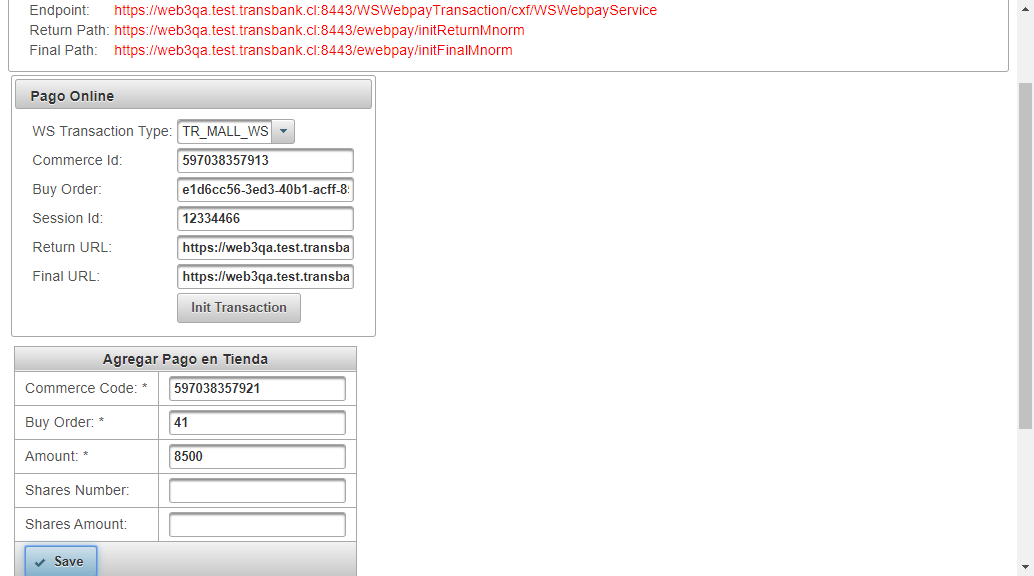 Endpoint: https://web3qa.test.transbank.cl:8443/WSWebpayTransaction/cxf/WSWebpayService
Return Path: https://web3qa.test.transbank.cl:8443/ewebpay/initReturnMnorm
Final Path: https://web3qa.test.transbank.cl:8443/ewebpay/initFinalMnorm
Pago Online
WS Transaction Type: TR_MALL_WS
Commerce Id: 597038357913
Buy Order: e1d6cc56-3ed3-40b1-acff-8
Session Id: 12334466
Return URL: https://web3qa.test.transba
Final URL: https://web3qa.test.transba
Init Transaction
Agregar Pago en Tienda
Commerce Code: * 597038357921
Buy Order: * 41
Amount: * 8500
Shares Number:
Shares Amount:
Save